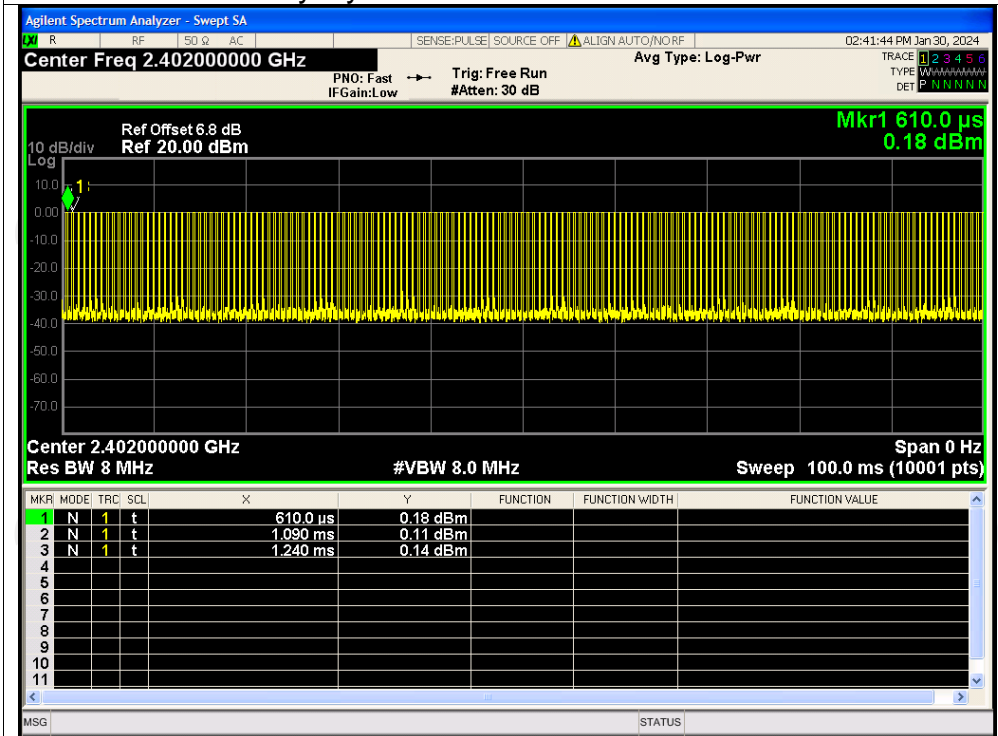 Agilent Spectrum Analyzer - Swept SA
LXI R RF 50 Ω AC SENSE:PULSE SOURCE OFF ALIGN AUTO/NO RF 02:41:44 PM Jan 30, 2024
Center Freq 2.402000000 GHz Avg Type: Log-Pwr TRACE 1 2 3 4 5 6
PNO: Fast Trig: Free Run TYPE
IFGain:Low #Atten: 30 dB DET P N N N N N
Mkr1 610.0 µs
Ref Offset 6.8 dB
10 dB/div Ref 20.00 dBm 0.18 dBm
Log
10.0
1
0.00
-10.0
-20.0
-30.0
-40.0
-50.0
-60.0
-70.0
Center 2.402000000 GHz Span 0 Hz
Res BW 8 MHz #VBW 8.0 MHz Sweep 100.0 ms (10001 pts)
MKR MODE TRC SCL X Y FUNCTION FUNCTION WIDTH FUNCTION VALUE
1 N 1 t 610.0 µs 0.18 dBm
2 N 1 t 1.090 ms 0.11 dBm
3 N 1 t 1.240 ms 0.14 dBm
4
5
6
7
8
9
10
11
MSG STATUS